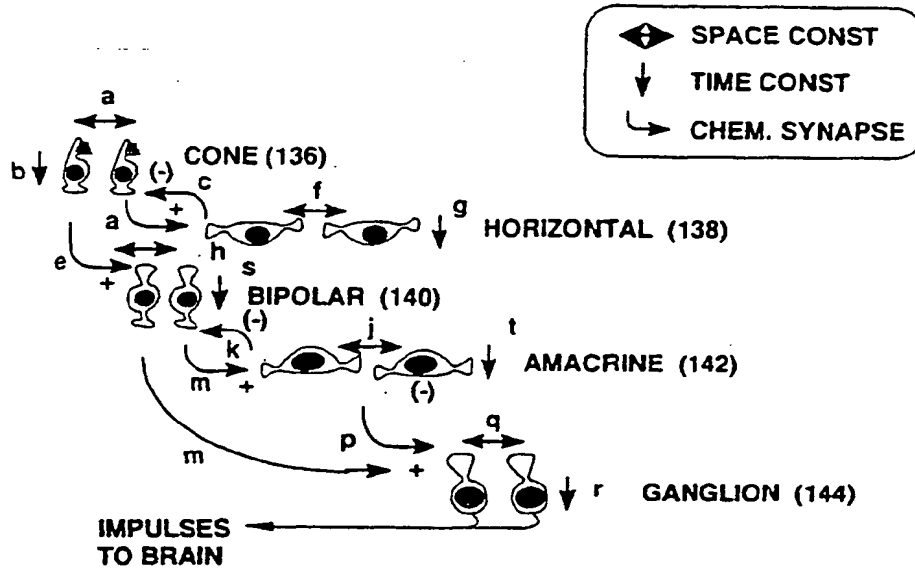 SPACE CONST
TIME CONST
CHEM. SYNAPSE
a
b
(-)
CONE (136)
c
f
g
a
+
HORIZONTAL (138)
h
e
+
s
BIPOLAR (140)
(-)
k
j
t
m
+
AMACRINE (142)
(-)
p
q
m
+
r
GANGLION (144)
IMPULSES
TO BRAIN